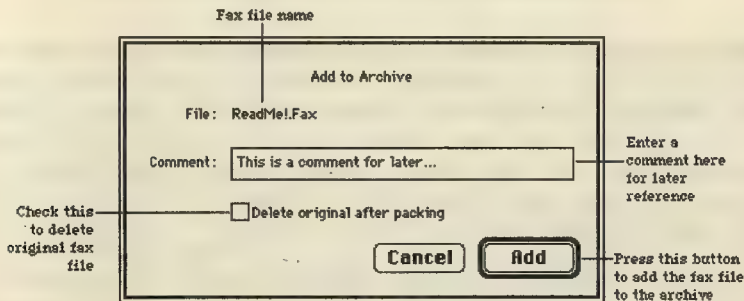 Fax file name
Add to Archive
File: ReadMe!.Fax
Comment: This is a comment for later...
Enter a
comment here
for later
reference
Check this
to delete
original fax
file
Delete original after packing
Cancel Add
Press this button
to add the fax file
to the archive